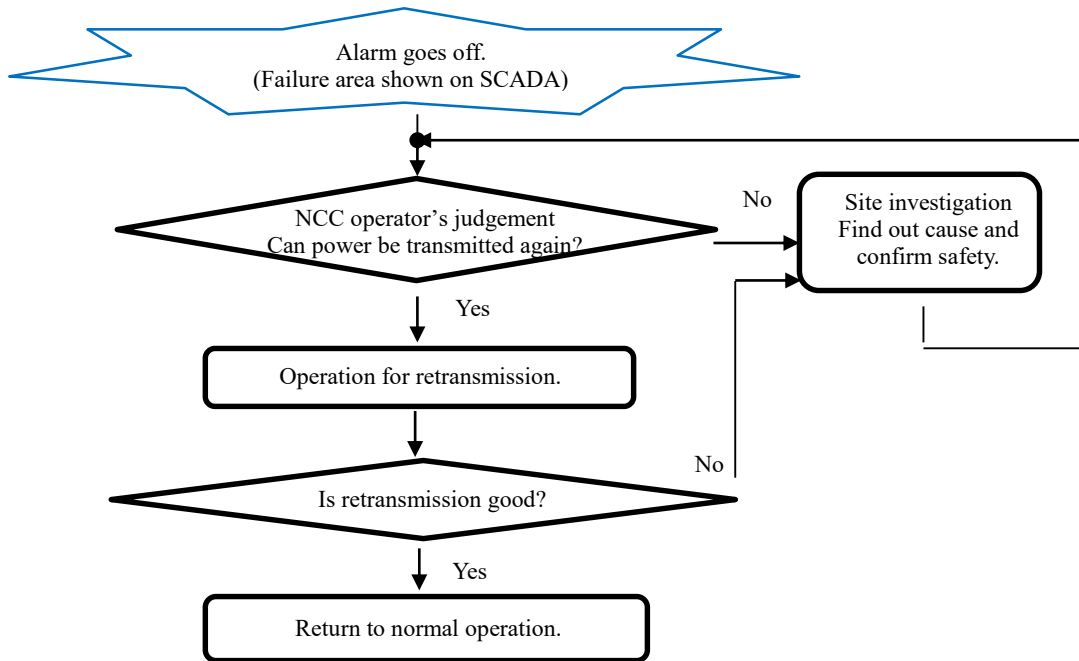 Alarm goes off.
(Failure area shown on SCADA)
NCC operator’s judgement
Can power be transmitted again?
No
Site investigation
Find out cause and
confirm safety.
Yes
Operation for retransmission.
No
Is retransmission good?
Yes
Return to normal operation.